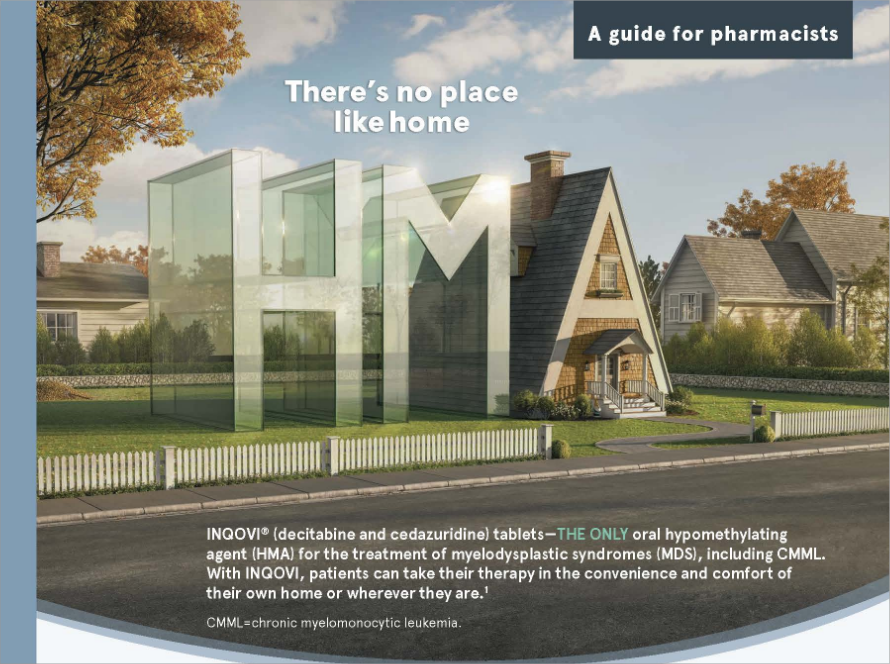 A guide for pharmacists
There's no place
like home
HM
INQOVI® (decitabine and cedazuridine) tablets—THE ONLY oral hypomethylating
agent (HMA) for the treatment of myelodysplastic syndromes (MDS), including CMML.
With INQOVI, patients can take their therapy in the convenience and comfort of
their own home or wherever they are.¹
CMML=chronic myelomonocytic leukemia.